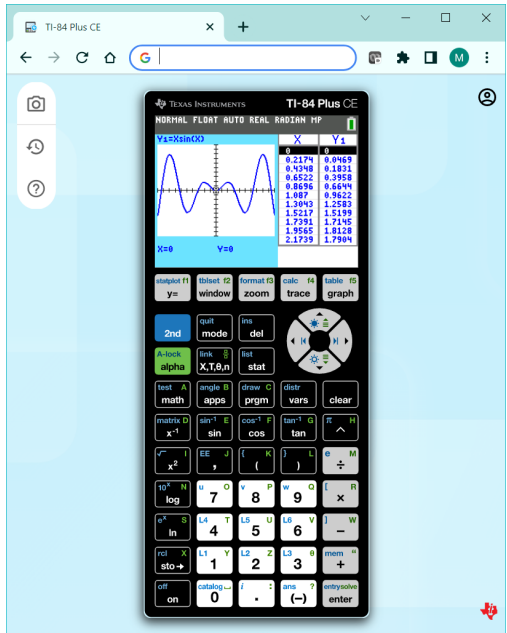 TI-84 Plus CE
G
M
TEXAS INSTRUMENTS TI-84 Plus CE
NORMAL FLOAT AUTO REAL RADIAN MP
Y1=Xsin(X)
X Y1
0 0
0.2174 0.0469
0.4348 0.1831
0.6522 0.3958
0.8696 0.6644
1.087 0.9622
1.3043 1.2583
1.5217 1.5199
1.7391 1.7145
1.9565 1.8128
2.1739 1.7904
X=0 Y=0
statplot f1 tblset f2 format f3 calc f4 table f5
y= window zoom trace graph
quit ins
2nd mode del
A-lock link θ list
alpha X,T,θ,n stat
test A angle B draw C distr
math apps prgm vars clear
matrix D sin⁻¹ E cos⁻¹ F tan⁻¹ G π H
x⁻¹ sin cos tan ^
√ I EE J { K } L e M
x² , ( ) ÷
10ˣ N u O v P w Q [ R
log 7 8 9 ×
eˣ S L4 T L5 U L6 V ] W
ln 4 5 6 −
rcl X L1 Y L2 Z L3 θ mem "
sto→ 1 2 3 +
off catalog i : ans ? entry solve
on 0 . (−) enter